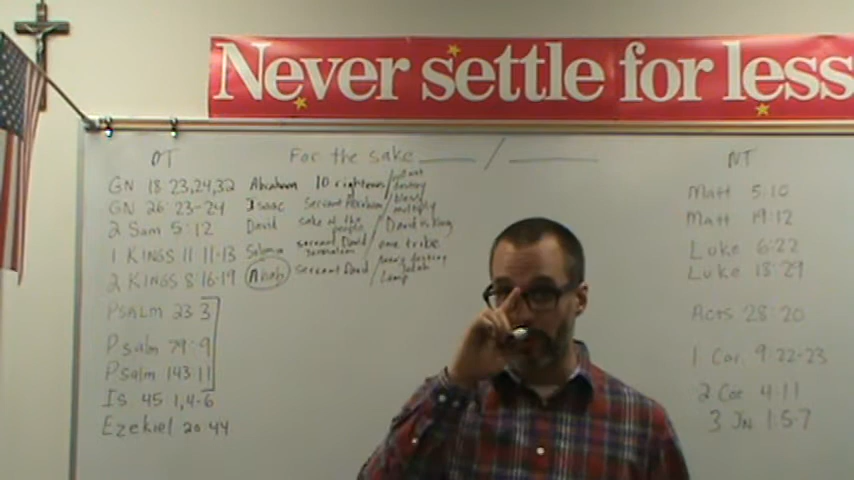 Never settle for less
OT For the sake / NT
GN 18:23,24,32 Abraham 10 righteous / not destroy
GN 26:23-24 Isaac Servant Abraham / bless multiply
2 Sam 5:12 David sake of the people / David is king
1 KINGS 11 11-13 Solomon servant David Jerusalem / one tribe
2 KINGS 8:16-19 servant David / Judah Lamp
PSALM 23 3
Psalm 79:9
Psalm 143:11
IS. 45 1,4-6
Ezekiel 20:44
Matt 5:10
Matt 19:12
Luke 6:22
Luke 18:29
Acts 28:20
1 Cor. 9:22-23
2 Cor 4:11
3 JN. 1:5-7